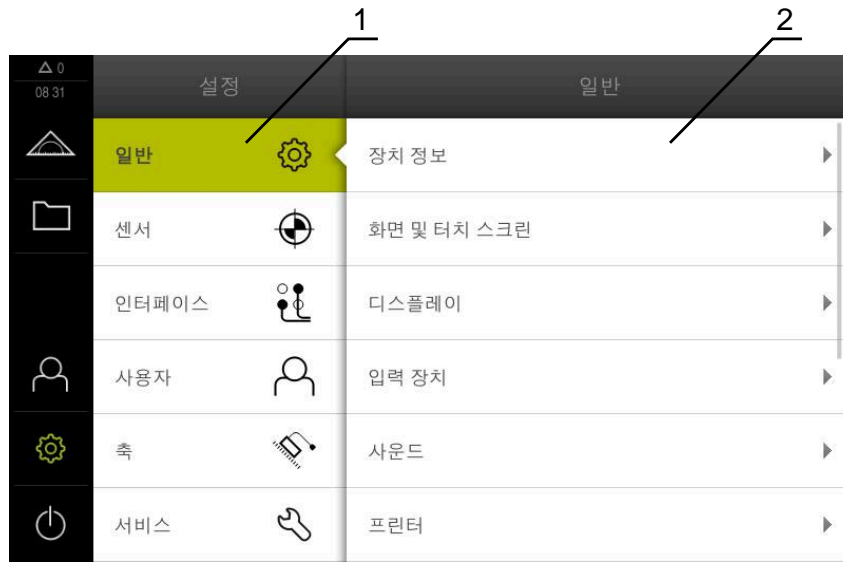 1
2
0
08 31
설정
일반
일반
센서
인터페이스
사용자
축
서비스
장치 정보
화면 및 터치 스크린
디스플레이
입력 장치
사운드
프린터